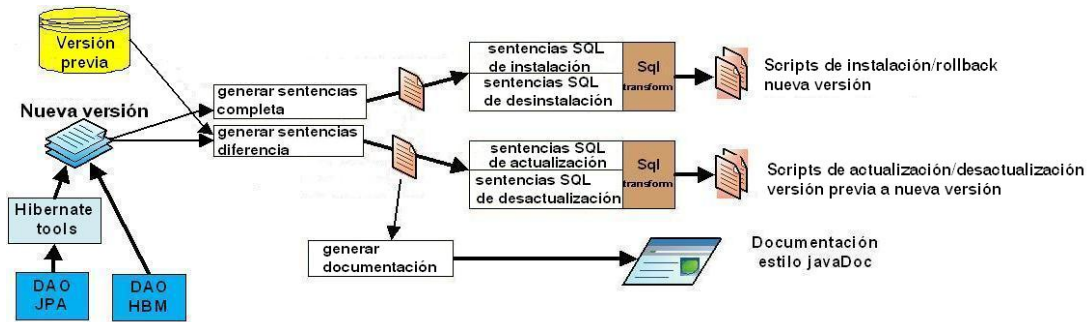 Versión
previa
Nueva versión
Hibernate
tools
DAO
JPA
DAO
HBM
generar sentencias
completa
generar sentencias
diferencia
sentencias SQL
de instalación
sentencias SQL
de desinstalación
Sql
transform
Scripts de instalación/rollback
nueva versión
sentencias SQL
de actualización
sentencias SQL
de desactualización
Sql
transform
Scripts de actualización/desactualización
versión previa a nueva versión
generar
documentación
Documentación
estilo javaDoc